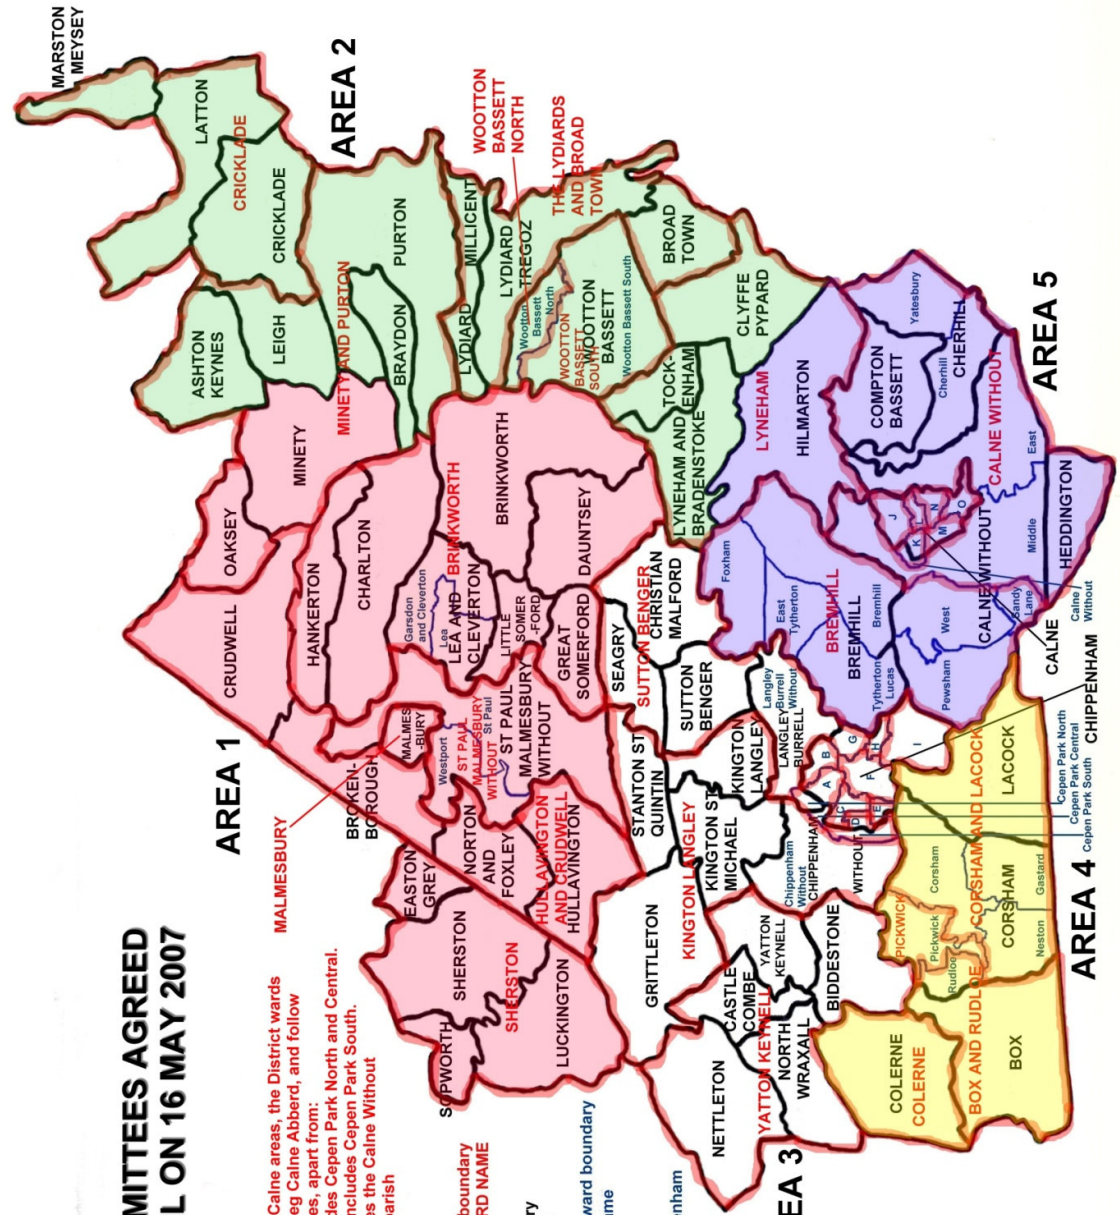 MITTEES AGREED
L ON 16 MAY 2007
Calne areas, the District wards
eg Calne Abberd, and follow
es, apart from:
des Cepen Park North and Central.
ncludes Cepen Park South.
es the Calne Without
arish
boundary
RD NAME
ry
ward boundary
me
nham
AREA 1
MALMESBURY
CRUDWELL
OAKSEY
MINETY
HANKERTON
CHARLTON
BROKEN-
BOROUGH
MALMES
-BURY
Westport
ST PAUL
MALMESBURY
WITHOUT
St Paul
ST PAUL
MALMESBURY
WITHOUT
Garsdon
and Cleverton
Lea
LEA AND
CLEVERTON
BRINKWORTH
BRINKWORTH
LITTLE
SOMER
-FORD
GREAT
SOMERFORD
DAUNTSEY
EASTON
GREY
NORTON
AND
FOXLEY
HULLAVINGTON
AND CRUDWELL
HULLAVINGTON
SHERSTON
SHERSTON
SOPWORTH
LUCKINGTON
AREA 2
MARSTON
MEYSEY
LATTON
CRICKLADE
CRICKLADE
ASHTON
KEYNES
LEIGH
MINETY AND PURTON
PURTON
BRAYDON
LYDIARD
MILLICENT
LYDIARD
TREGOZ
WOOTTON
BASSETT
NORTH
THE LYDIARDS
AND BROAD
TOWN
Wootton
Bassett
North
WOOTTON
BASSETT
SOUTH
WOOTTON
BASSETT
Wootton Bassett South
BROAD
TOWN
CLYFFE
PYPARD
TOCK-
ENHAM
LYNEHAM AND
BRADENSTOKE
EA 3
SEAGRY
SUTTON BENGER
CHRISTIAN
MALFORD
SUTTON
BENGER
STANTON ST
QUINTIN
KINGTON
LANGLEY
LANGLEY
BURRELL
Langley
Burrell
Without
KINGTON LANGLEY
KINGTON ST
MICHAEL
Chippenham
Without
CHIPPENHAM
WITHOUT
GRITTLETON
YATTON
KEYNELL
CASTLE
COMBE
BIDDESTONE
YATTON KEYNELL
NORTH
WRAXALL
NETTLETON
A
B
C
D
E
F
G
H
I
AREA 4
Cepen Park North
Cepen Park Central
Cepen Park South
CHIPPENHAM
LACOCK
CORSHAM AND LACOCK
Corsham
CORSHAM
Gastard
Neston
PICKWICK
Pickwick
Rudloe
BOX AND RUDLOE
BOX
COLERNE
COLERNE
AREA 5
LYNEHAM
HILMARTON
COMPTON
BASSETT
Yatesbury
Cherhill
CHERHILL
CALNE WITHOUT
East
Foxham
East
Tytherton
BREMHILL
BREMHILL
Bremhill
Tytherton
Lucas
J
K
L
M
N
O
CALNE WITHOUT
Middle
HEDDINGTON
West
Sandy
Lane
Pewsham
CALNE
Calne
Without